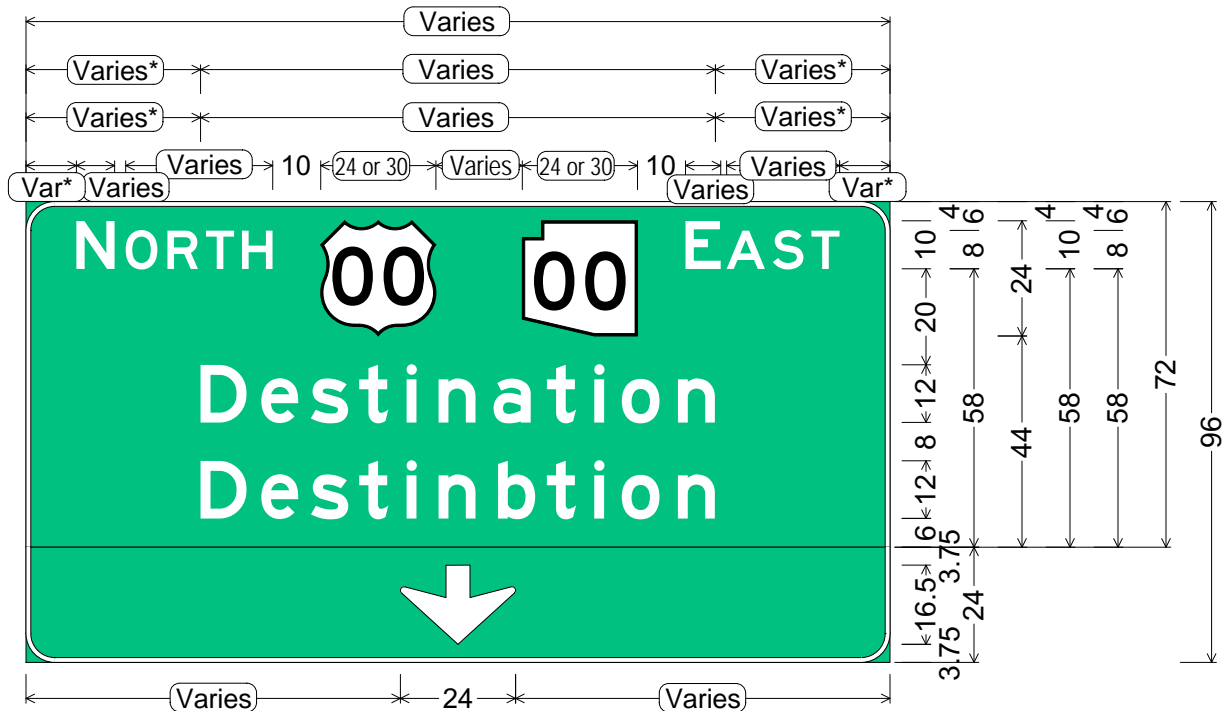 Varies
Varies* Varies Varies*
Varies* Varies Varies*
Varies 10 24 or 30 Varies 24 or 30 10 Varies
Var* Varies Varies Var*
NORTH 00 00 EAST
Destination
Destinbtion
4 6 4 4 6
10 8 24 10 8
20
12
8
12
6
58 44 58 58 72 96
3.75
16.5 24
3.75
Varies 24 Varies